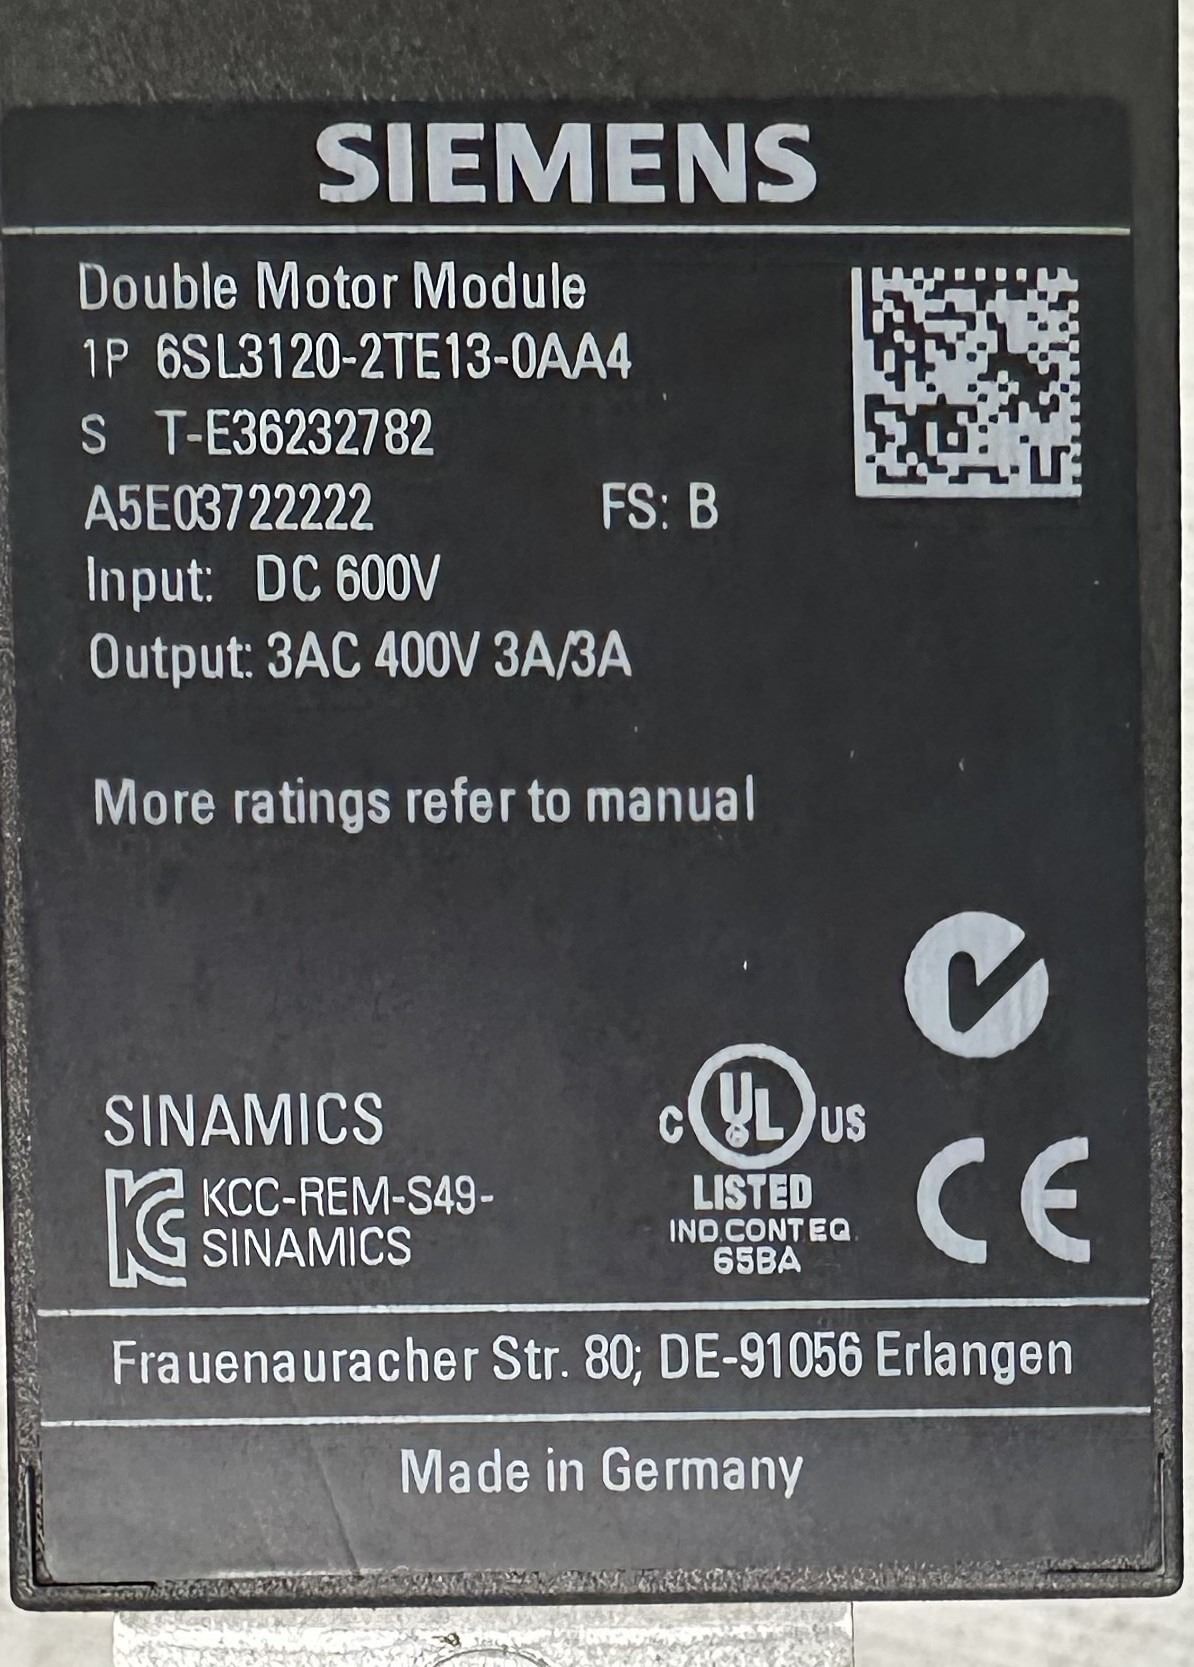 SIEMENS
Double Motor Module
1P 6SL3120-2TE13-0AA4
S T-E36232782
A5E03722222 FS: B
Input: DC 600V
Output: 3AC 400V 3A/3A
More ratings refer to manual
SINAMICS
KCC-REM-S49-
SINAMICS
C UL US
LISTED
IND.CONT.EQ.
65BA
CE
Frauenauracher Str. 80; DE-91056 Erlangen
Made in Germany